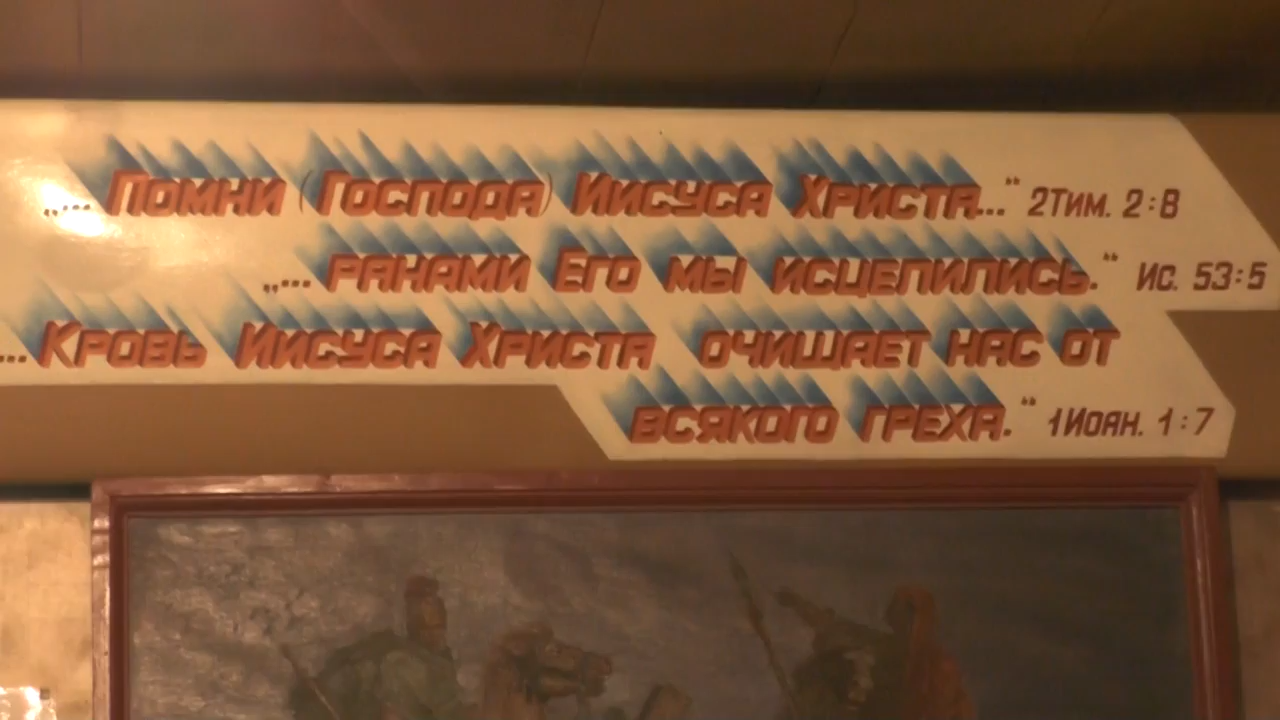 „...Помни (Господа) Иисуса Христа...“ 2Тим. 2:8
„...ранами Его мы исцелились.“ Ис. 53:5
...Кровь Иисуса Христа очищает нас от
всякого греха.“ 1Иоан. 1:7